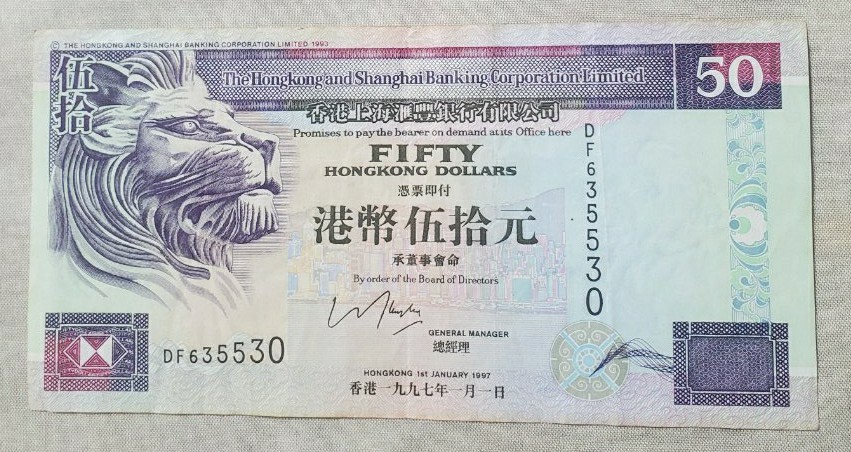 © THE HONGKONG AND SHANGHAI BANKING CORPORATION LIMITED 1993
伍拾
The Hongkong and Shanghai Banking Corporation Limited
50
香港上海滙豐銀行有限公司
Promises to pay the bearer on demand at its Office here
FIFTY
HONGKONG DOLLARS
憑票即付
港幣伍拾元
承董事會命
By order of the Board of Directors
DF635530
GENERAL MANAGER
總經理
DF635530
HONGKONG 1st JANUARY 1997
香港一九九七年一月一日